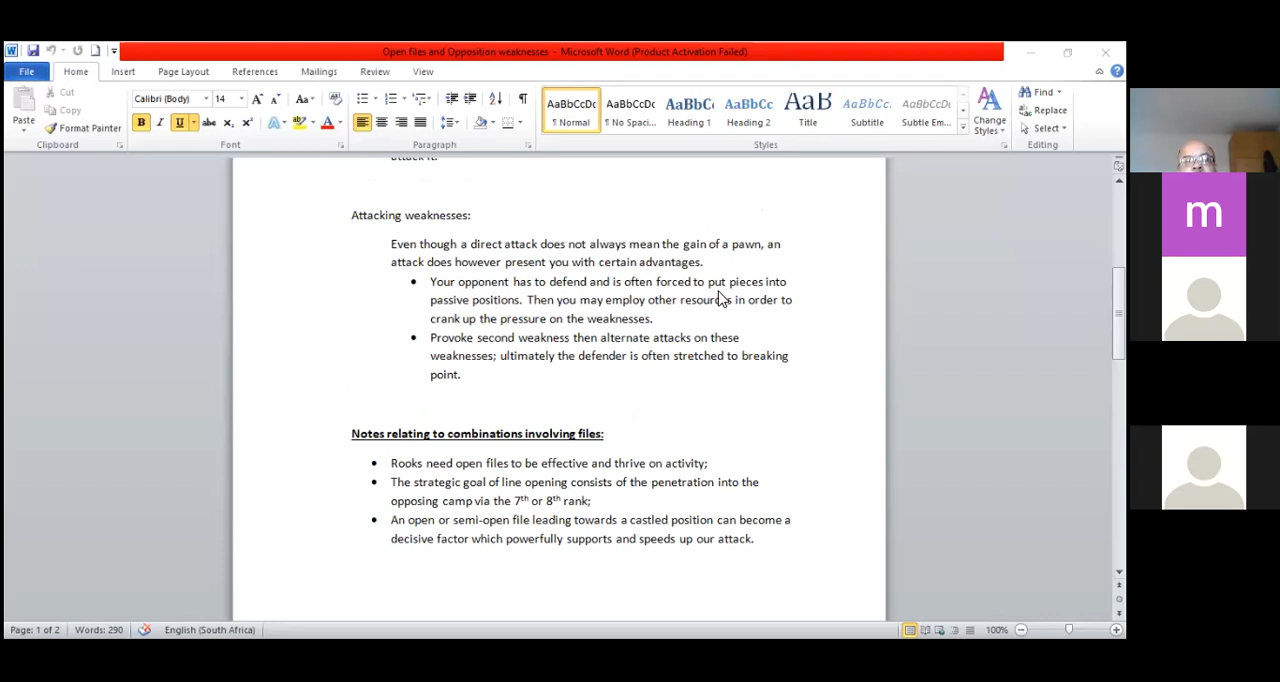 Open files and Opposition weaknesses - Microsoft Word (Product Activation Failed)
File Home Insert Page Layout References Mailings Review View
Cut
Copy
Format Painter
Paste
Calibri (Body) 14
AaBbCcDc AaBbCcDc AaBbC AaBbCc AaB AaBbCc. AaBbCcDc
¶ Normal ¶ No Spaci... Heading 1 Heading 2 Title Subtitle Subtle Em...
Change
Styles
Find
Replace
Select
Clipboard Font Paragraph Styles Editing
attack it.
Attacking weaknesses:
Even though a direct attack does not always mean the gain of a pawn, an
attack does however present you with certain advantages.
• Your opponent has to defend and is often forced to put pieces into
passive positions. Then you may employ other resources in order to
crank up the pressure on the weaknesses.
• Provoke second weakness then alternate attacks on these
weaknesses; ultimately the defender is often stretched to breaking
point.
Notes relating to combinations involving files:
• Rooks need open files to be effective and thrive on activity;
• The strategic goal of line opening consists of the penetration into the
opposing camp via the 7th or 8th rank;
• An open or semi-open file leading towards a castled position can become a
decisive factor which powerfully supports and speeds up our attack.
Page: 1 of 2 Words: 290 English (South Africa) 100%
m